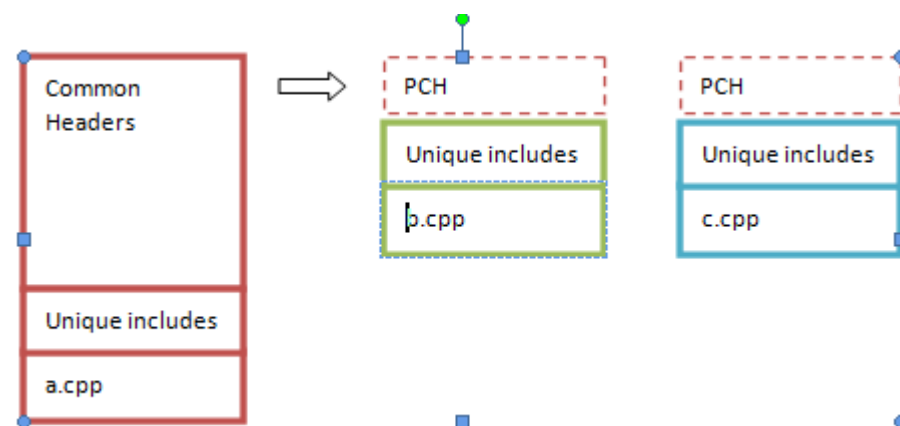 Common
Headers
Unique includes
a.cpp
PCH
Unique includes
b.cpp
PCH
Unique includes
c.cpp